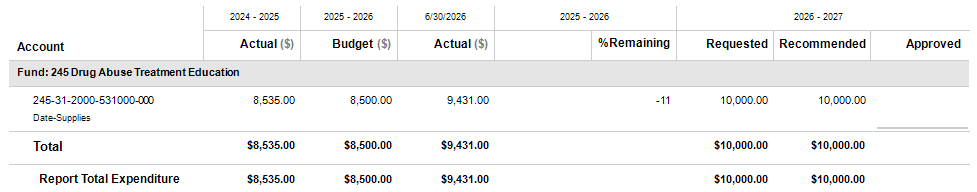 2024 - 2025 2025 - 2026 6/30/2026 2025 - 2026 2026 - 2027
Account Actual ($) Budget ($) Actual ($) %Remaining Requested Recommended Approved
Fund: 245 Drug Abuse Treatment Education
245-31-2000-531000-000 8,535.00 8,500.00 9,431.00 -11 10,000.00 10,000.00
Date-Supplies
Total $8,535.00 $8,500.00 $9,431.00 $10,000.00 $10,000.00
Report Total Expenditure $8,535.00 $8,500.00 $9,431.00 $10,000.00 $10,000.00